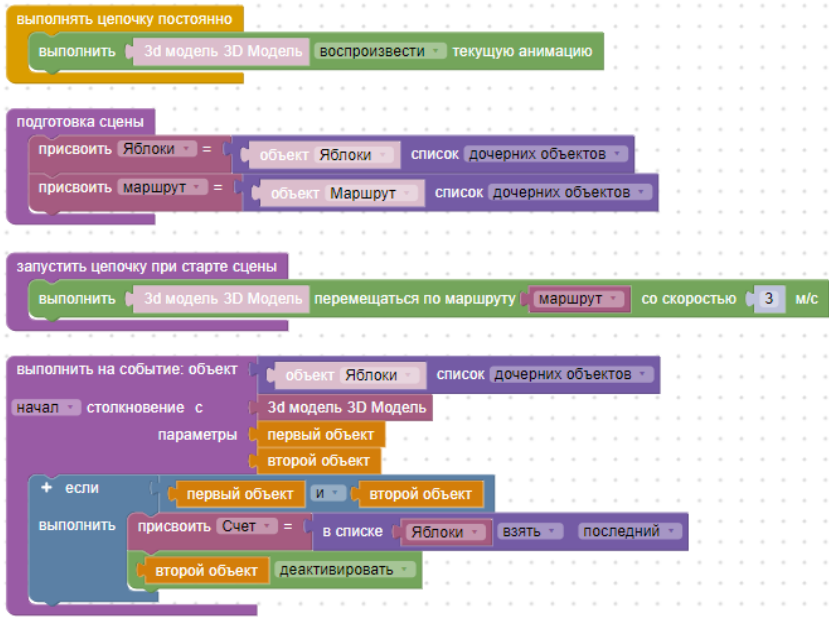 выполнять цепочку постоянно
выполнить 3d модель 3D Модель воспроизвести текущую анимацию
подготовка сцены
присвоить Яблоки = объект Яблоки список дочерних объектов
присвоить маршрут = объект Маршрут список дочерних объектов
запустить цепочку при старте сцены
выполнить 3d модель 3D Модель перемещаться по маршруту маршрут со скоростью 3 м/с
выполнить на событие: объект объект Яблоки список дочерних объектов
начал столкновение с 3d модель 3D Модель
параметры первый объект
второй объект
+ если первый объект и второй объект
выполнить присвоить Счет = в списке Яблоки взять последний
второй объект деактивировать